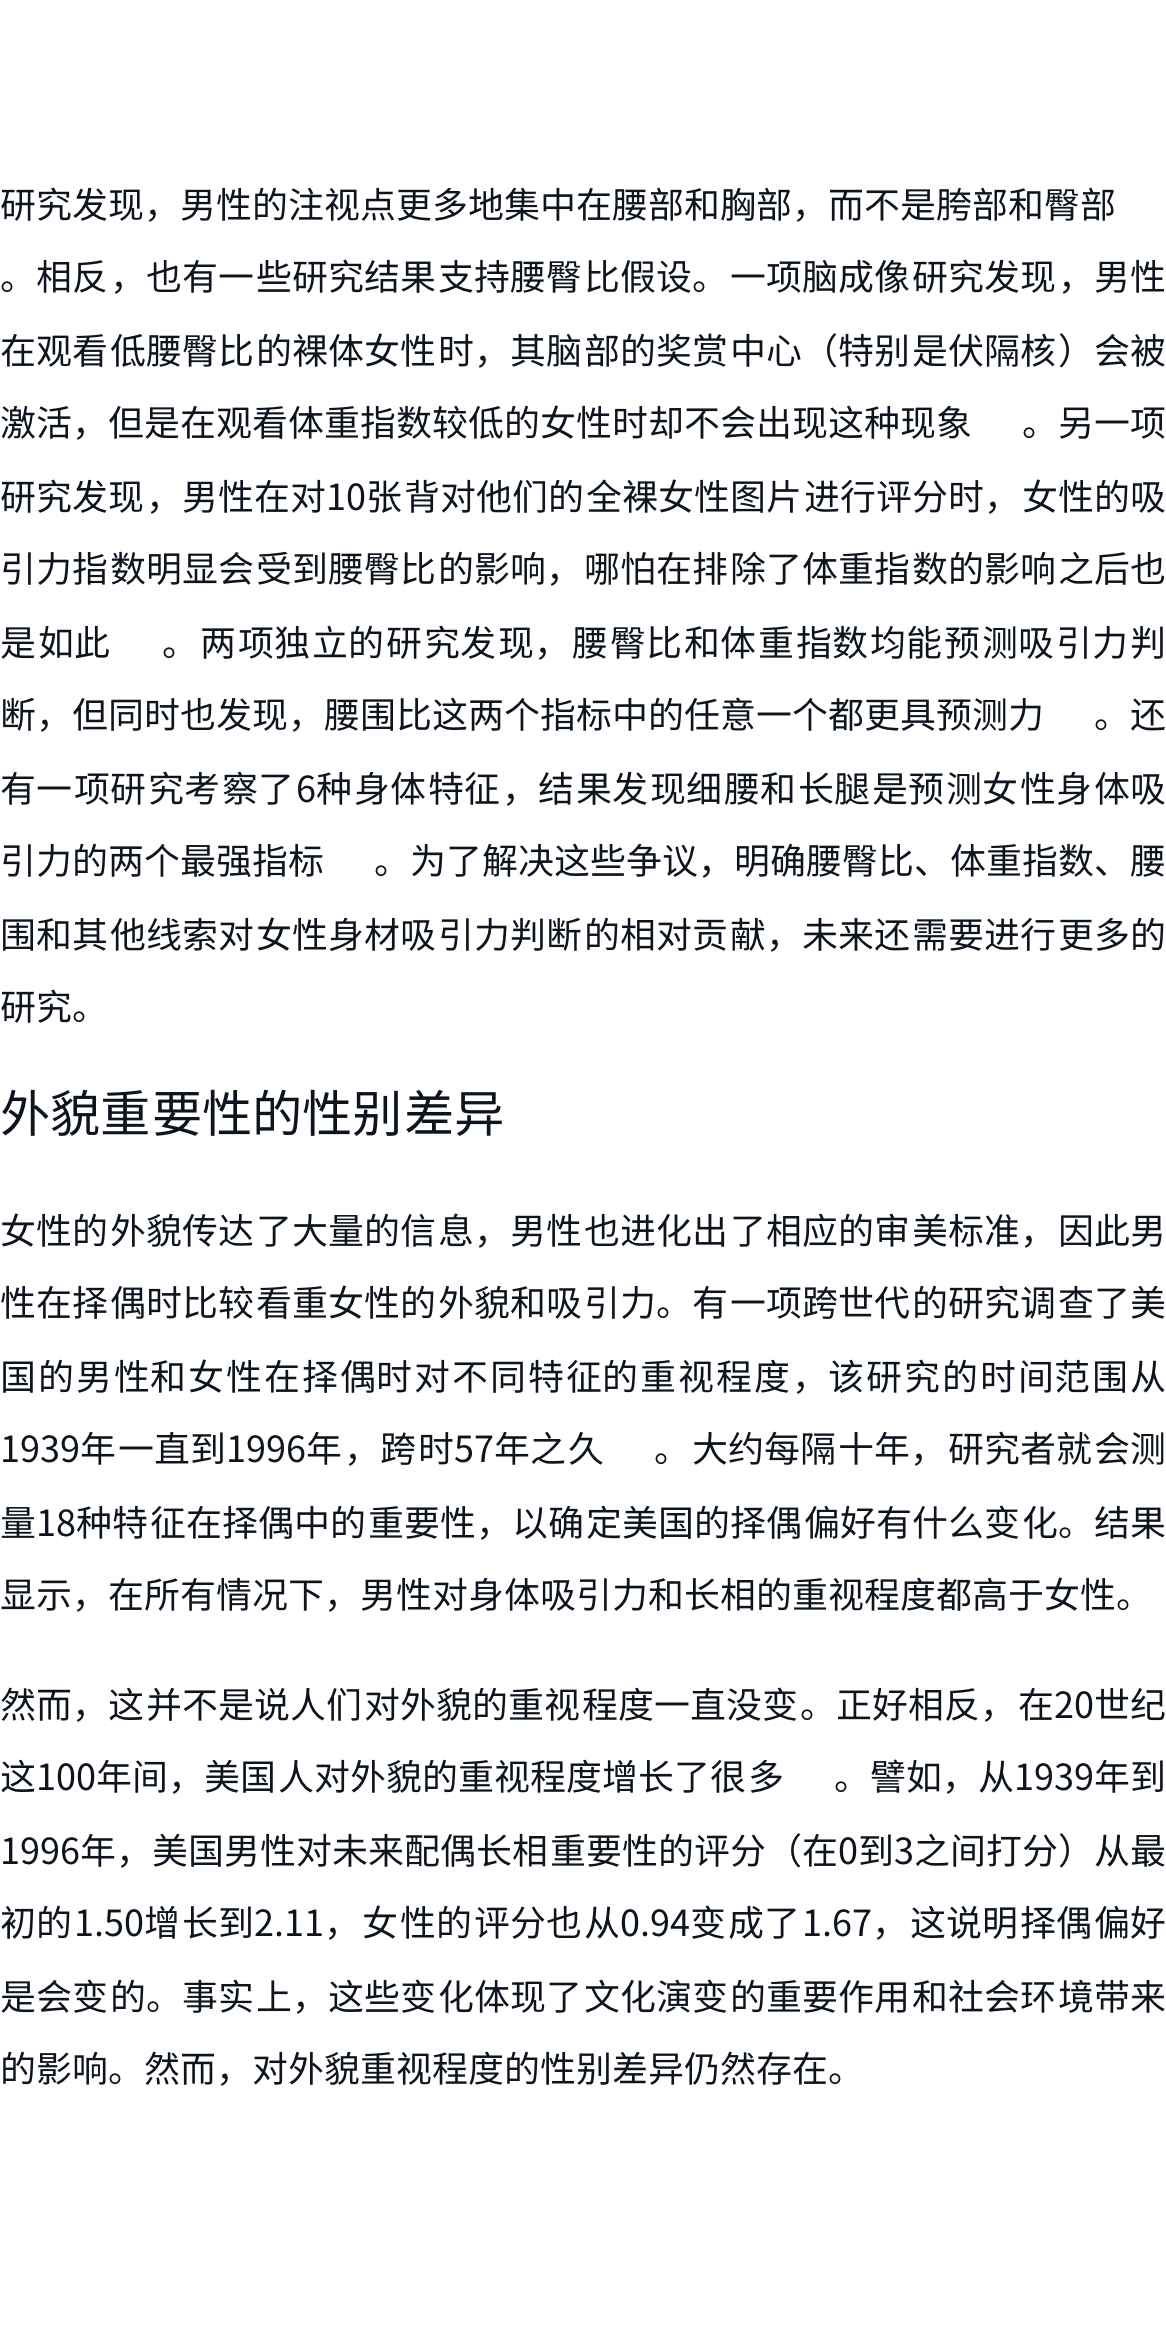 研究发现，男性的注视点更多地集中在腰部和胸部，而不是胯部和臀部
。相反，也有一些研究结果支持腰臀比假设。一项脑成像研究发现，男性
在观看低腰臀比的裸体女性时，其脑部的奖赏中心（特别是伏隔核）会被
激活，但是在观看体重指数较低的女性时却不会出现这种现象 。另一项
研究发现，男性在对10张背对他们的全裸女性图片进行评分时，女性的吸
引力指数明显会受到腰臀比的影响，哪怕在排除了体重指数的影响之后也
是如此 。两项独立的研究发现，腰臀比和体重指数均能预测吸引力判
断，但同时也发现，腰围比这两个指标中的任意一个都更具预测力 。还
有一项研究考察了6种身体特征，结果发现细腰和长腿是预测女性身体吸
引力的两个最强指标 。为了解决这些争议，明确腰臀比、体重指数、腰
围和其他线索对女性身材吸引力判断的相对贡献，未来还需要进行更多的
研究。
外貌重要性的性别差异
女性的外貌传达了大量的信息，男性也进化出了相应的审美标准，因此男
性在择偶时比较看重女性的外貌和吸引力。有一项跨世代的研究调查了美
国的男性和女性在择偶时对不同特征的重视程度，该研究的时间范围从
1939年一直到1996年，跨时57年之久 。大约每隔十年，研究者就会测
量18种特征在择偶中的重要性，以确定美国的择偶偏好有什么变化。结果
显示，在所有情况下，男性对身体吸引力和长相的重视程度都高于女性。
然而，这并不是说人们对外貌的重视程度一直没变。正好相反，在20世纪
这100年间，美国人对外貌的重视程度增长了很多 。譬如，从1939年到
1996年，美国男性对未来配偶长相重要性的评分（在0到3之间打分）从最
初的1.50增长到2.11，女性的评分也从0.94变成了1.67，这说明择偶偏好
是会变的。事实上，这些变化体现了文化演变的重要作用和社会环境带来
的影响。然而，对外貌重视程度的性别差异仍然存在。